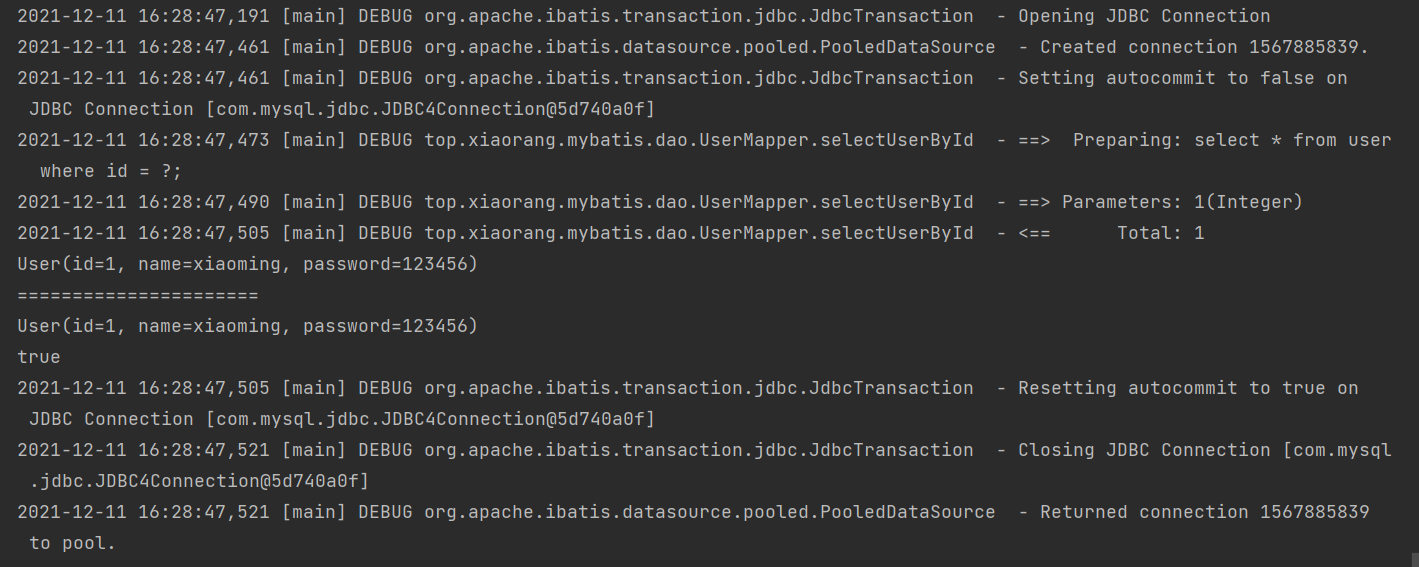 2021-12-11 16:28:47,191 [main] DEBUG org.apache.ibatis.transaction.jdbc.JdbcTransaction  - Opening JDBC Connection
2021-12-11 16:28:47,461 [main] DEBUG org.apache.ibatis.datasource.pooled.PooledDataSource  - Created connection 1567885839.
2021-12-11 16:28:47,461 [main] DEBUG org.apache.ibatis.transaction.jdbc.JdbcTransaction  - Setting autocommit to false on
JDBC Connection [com.mysql.jdbc.JDBC4Connection@5d740a0f]
2021-12-11 16:28:47,473 [main] DEBUG top.xiaorang.mybatis.dao.UserMapper.selectUserById  - ==>  Preparing: select * from user
where id = ?;
2021-12-11 16:28:47,490 [main] DEBUG top.xiaorang.mybatis.dao.UserMapper.selectUserById  - ==> Parameters: 1(Integer)
2021-12-11 16:28:47,505 [main] DEBUG top.xiaorang.mybatis.dao.UserMapper.selectUserById  - <==      Total: 1
User(id=1, name=xiaoming, password=123456)
======================
User(id=1, name=xiaoming, password=123456)
true
2021-12-11 16:28:47,505 [main] DEBUG org.apache.ibatis.transaction.jdbc.JdbcTransaction  - Resetting autocommit to true on
JDBC Connection [com.mysql.jdbc.JDBC4Connection@5d740a0f]
2021-12-11 16:28:47,521 [main] DEBUG org.apache.ibatis.transaction.jdbc.JdbcTransaction  - Closing JDBC Connection [com.mysql
.jdbc.JDBC4Connection@5d740a0f]
2021-12-11 16:28:47,521 [main] DEBUG org.apache.ibatis.datasource.pooled.PooledDataSource  - Returned connection 1567885839
to pool.